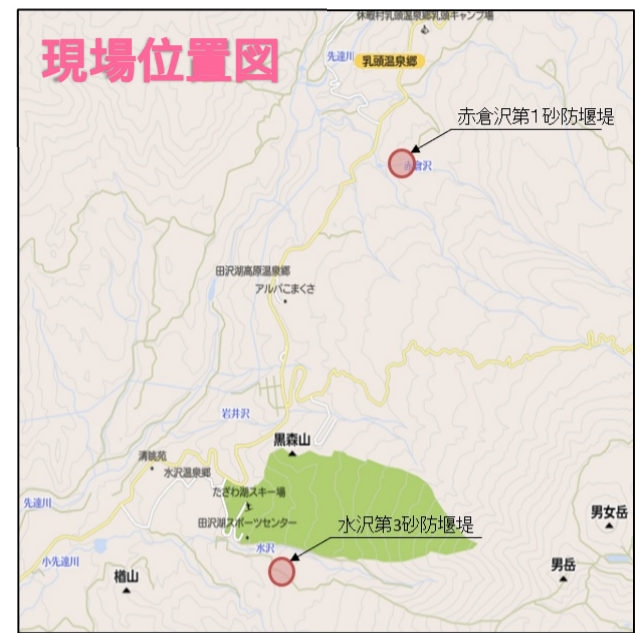 休暇村乳頭温泉郷乳頭キャンプ場
現場位置図
先達川
乳頭温泉郷
赤倉沢第1砂防堰堤
赤倉沢
田沢湖高原温泉郷
アルパこまくさ
岩井沢
黒森山
清眺苑
水沢温泉郷
たざわ湖スキー場
先達川
田沢湖スポーツセンター
水沢第3砂防堰堤
男女岳
水沢
小先達川
楢山
男岳